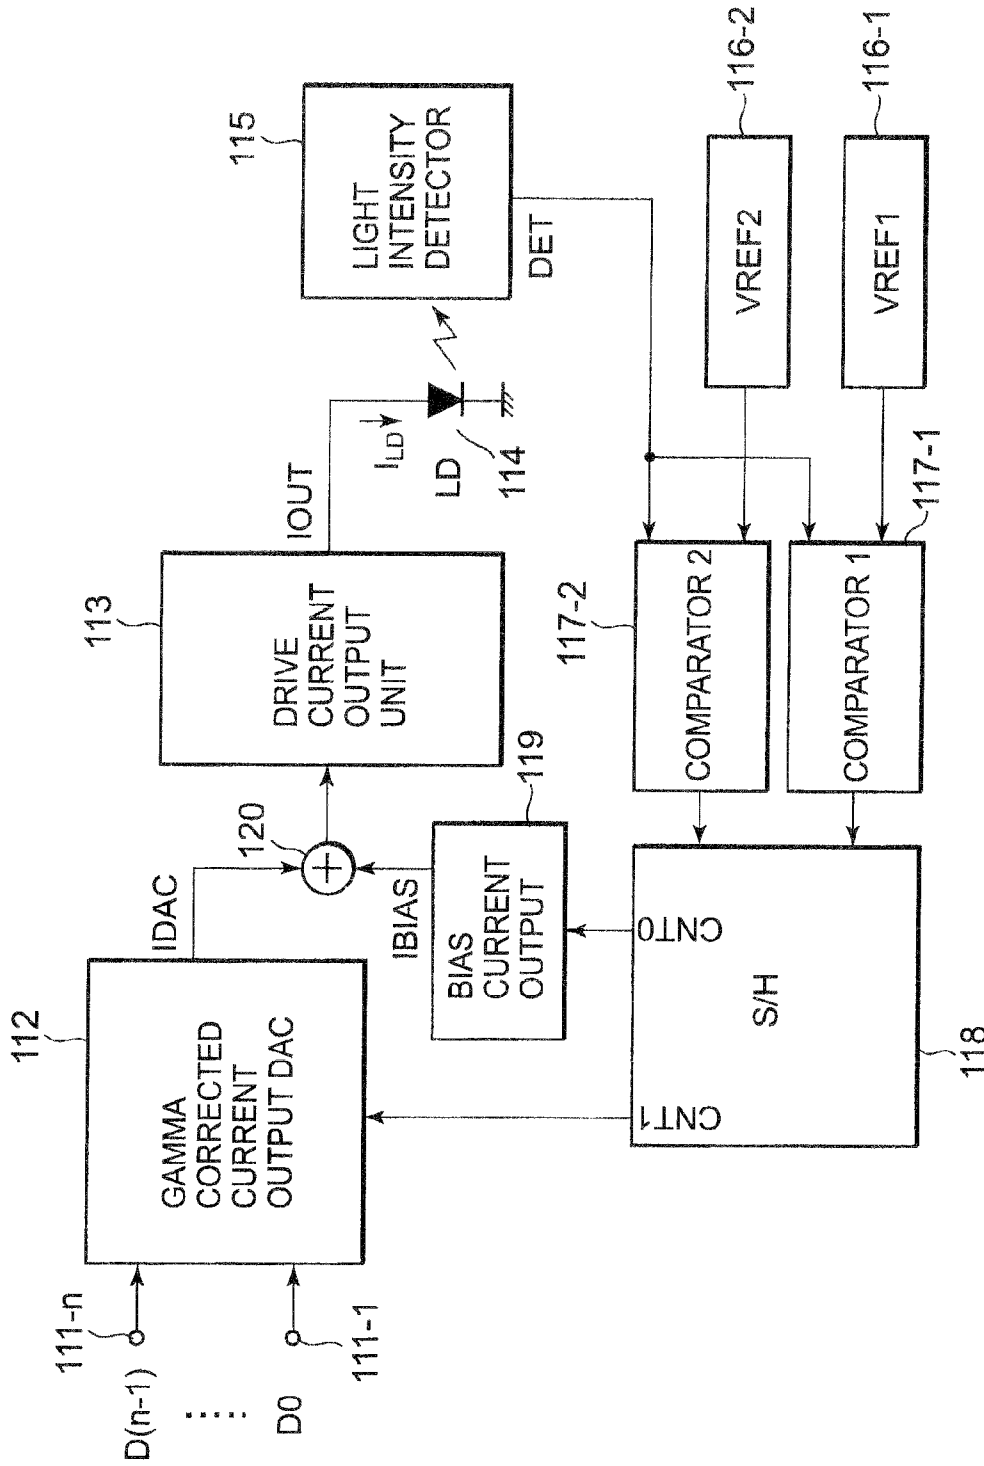 D(n-1)
D0
111-n
111-1
112
GAMMA
CORRECTED
CURRENT
OUTPUT DAC
IDAC
120
IBIAS
119
BIAS
CURRENT
OUTPUT
113
DRIVE
CURRENT
OUTPUT
UNIT
IOUT
ILD
LD
114
115
LIGHT
INTENSITY
DETECTOR
DET
116-2
VREF2
116-1
VREF1
117-2
COMPARATOR 2
117-1
COMPARATOR 1
CNT1
CNT0
S/H
118